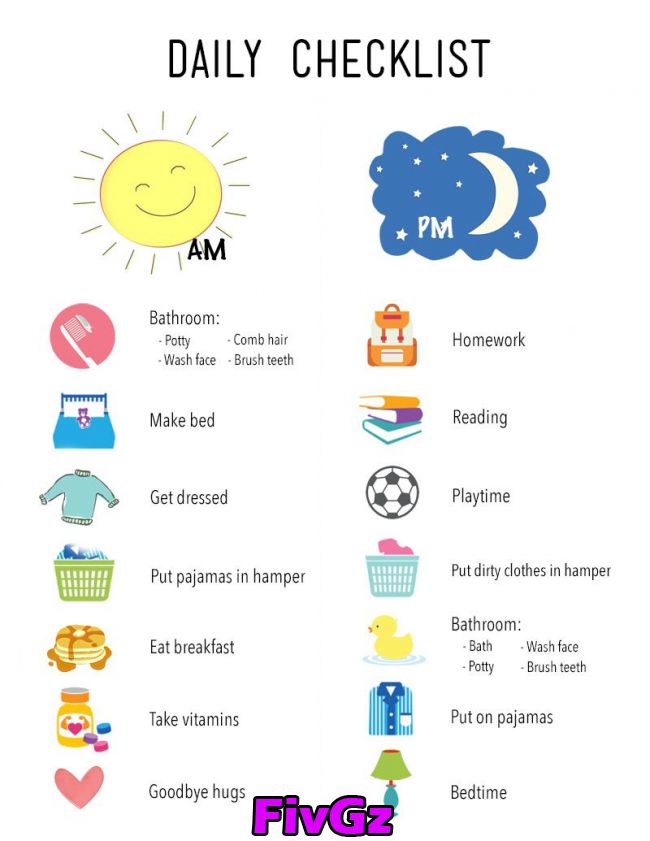 DAILY CHECKLIST
AM
Bathroom:
- Potty - Comb hair
- Wash face - Brush teeth
Make bed
Get dressed
Put pajamas in hamper
Eat breakfast
Take vitamins
Goodbye hugs
PM
Homework
Reading
Playtime
Put dirty clothes in hamper
Bathroom:
- Bath - Wash face
- Potty - Brush teeth
Put on pajamas
Bedtime
FivGz